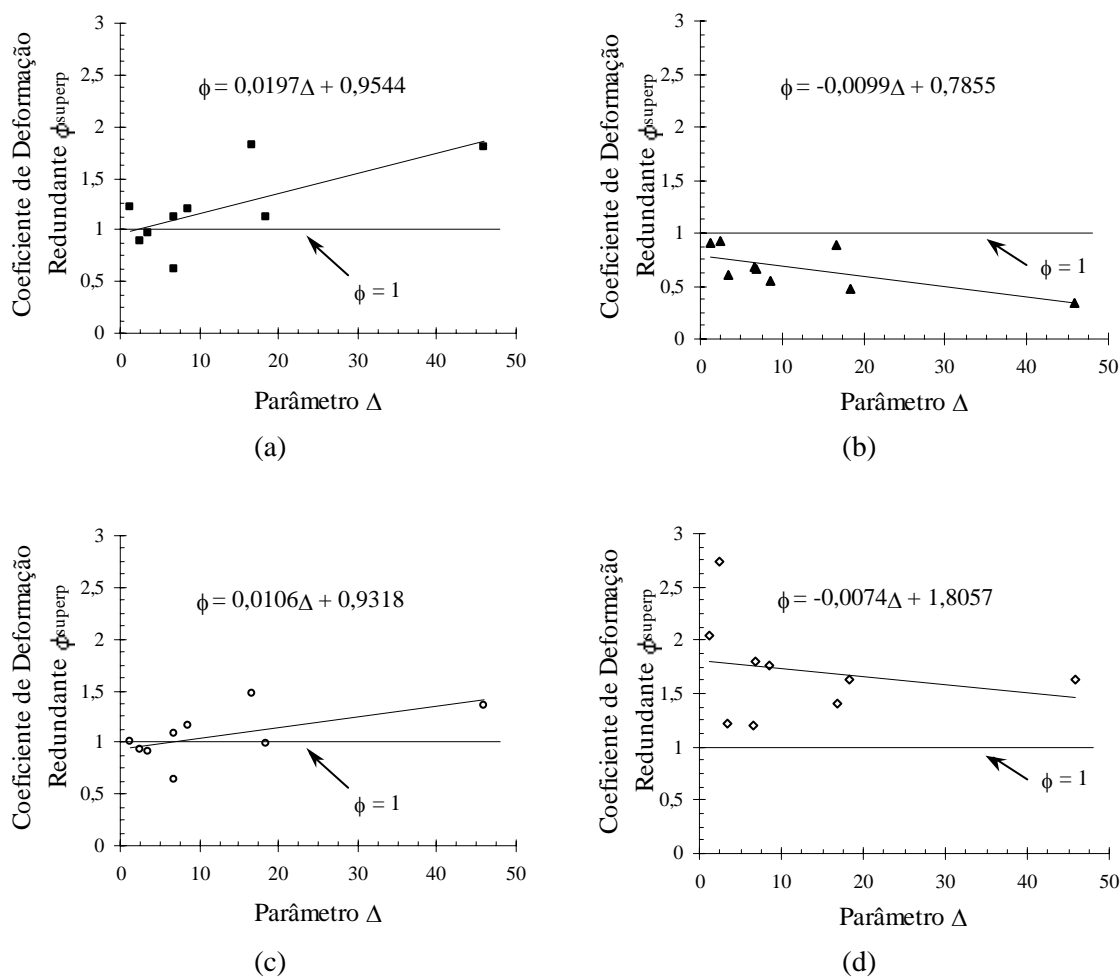 Coeficiente de Deformação
Redundante ϕsuperp
3
2,5
2
1,5
1
0,5
0
ϕ = 0,0197Δ + 0,9544
ϕ = 1
0 10 20 30 40 50
Parâmetro Δ
(a)
Coeficiente de Deformação
Redundante ϕsuperp
3
2,5
2
1,5
1
0,5
0
ϕ = -0,0099Δ + 0,7855
ϕ = 1
0 10 20 30 40 50
Parâmetro Δ
(b)
Coeficiente de Deformação
Redundante ϕsuperp
3
2,5
2
1,5
1
0,5
0
ϕ = 0,0106Δ + 0,9318
ϕ = 1
0 10 20 30 40 50
Parâmetro Δ
(c)
Coeficiente de Deformação
Redundante ϕsuperp
3
2,5
2
1,5
1
0,5
0
ϕ = -0,0074Δ + 1,8057
ϕ = 1
0 10 20 30 40 50
Parâmetro Δ
(d)